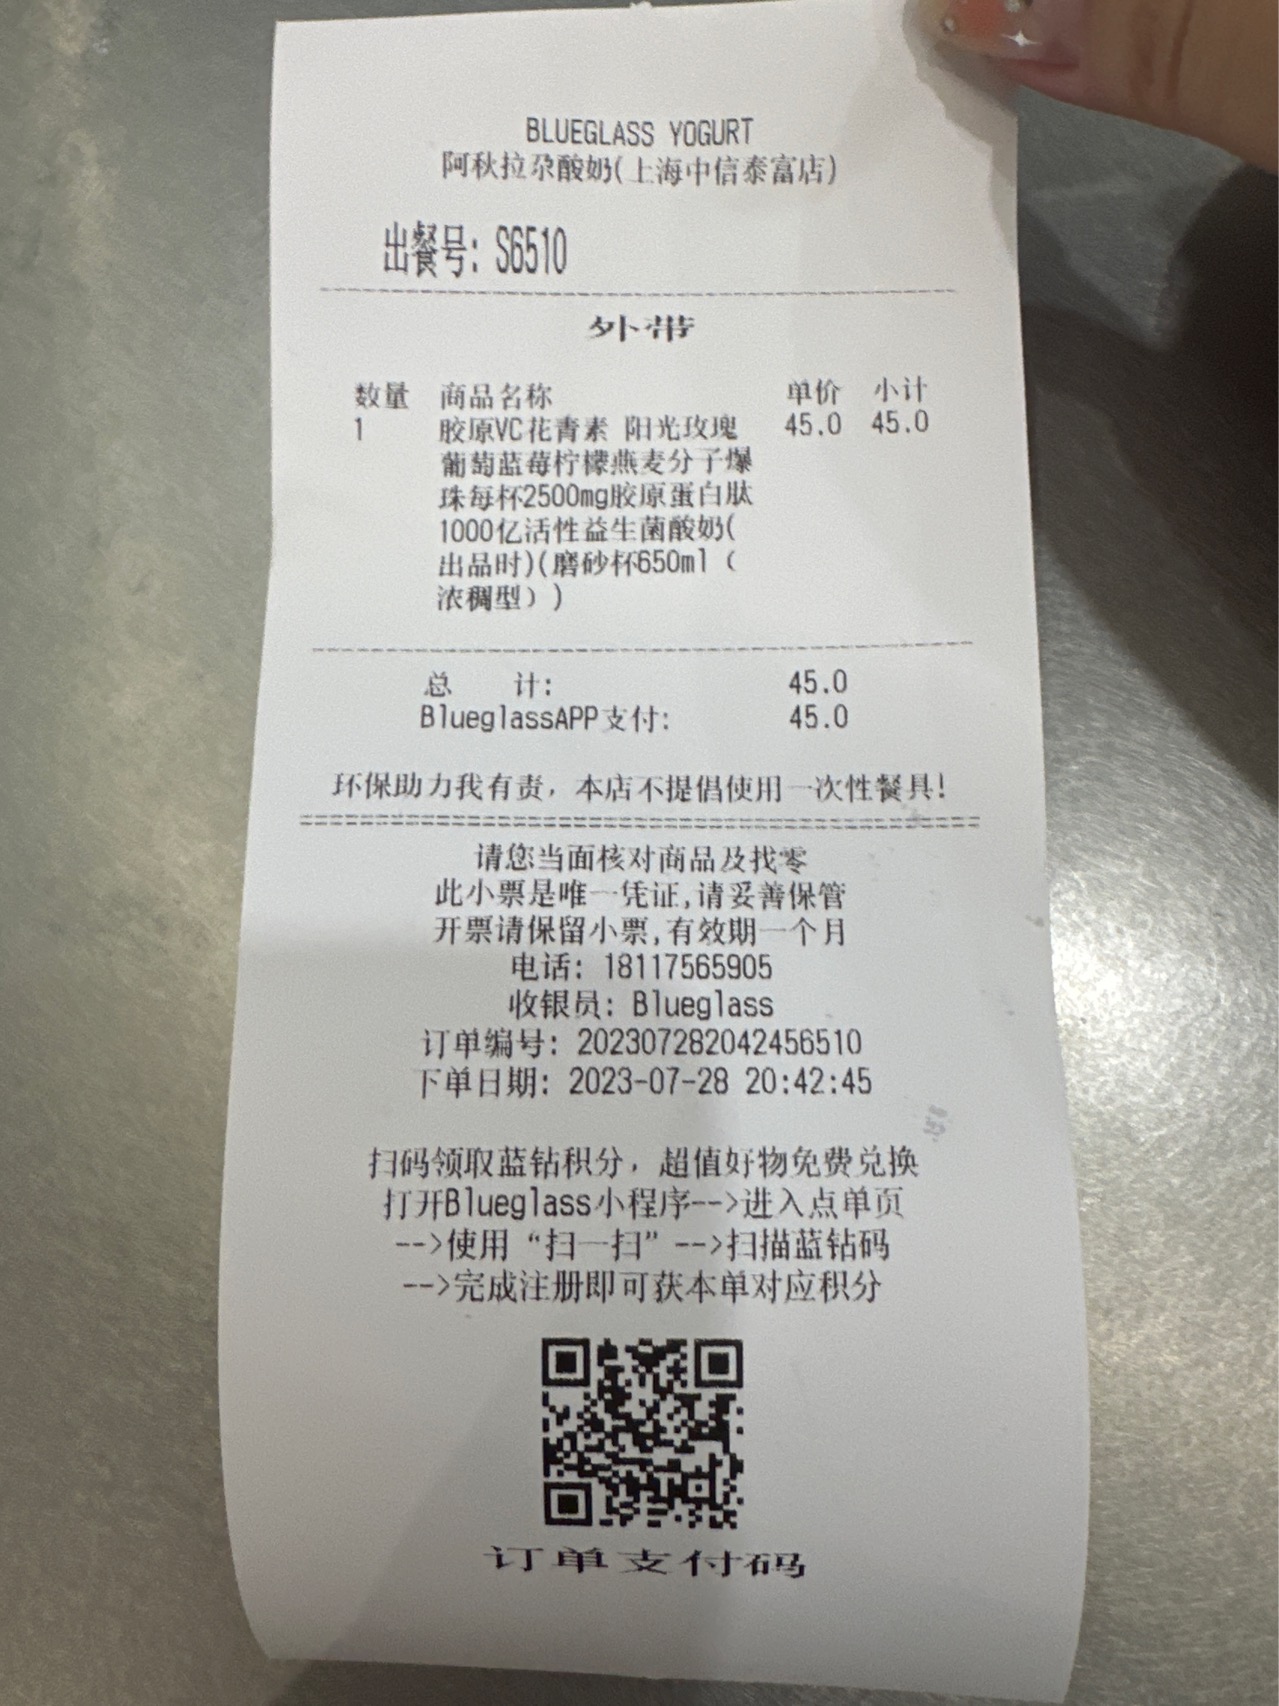 BLUEGLASS YOGURT
阿秋拉尕酸奶(上海中信泰富店)
出餐号: S6510
外带
数量 商品名称 单价 小计
1 胶原VC花青素 阳光玫瑰 45.0 45.0
葡萄蓝莓柠檬燕麦分子爆
珠每杯2500mg胶原蛋白肽
1000亿活性益生菌酸奶(
出品时)(磨砂杯650ml（
浓稠型）)
总 计: 45.0
BlueglassAPP支付: 45.0
环保助力我有责，本店不提倡使用一次性餐具!
请您当面核对商品及找零
此小票是唯一凭证,请妥善保管
开票请保留小票,有效期一个月
电话: 18117565905
收银员: Blueglass
订单编号: 202307282042456510
下单日期: 2023-07-28 20:42:45
扫码领取蓝钻积分，超值好物免费兑换
打开Blueglass小程序-->进入点单页
-->使用“扫一扫”-->扫描蓝钻码
-->完成注册即可获本单对应积分
订单支付码